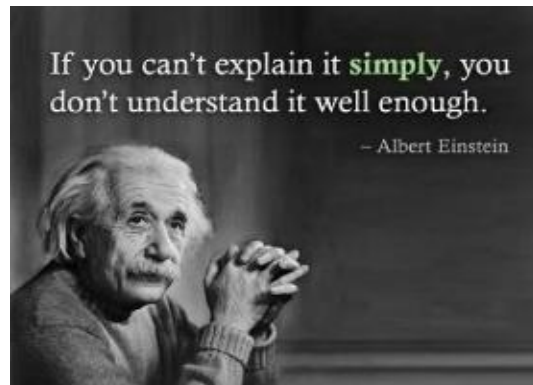 If you can't explain it simply, you
don't understand it well enough.
– Albert Einstein